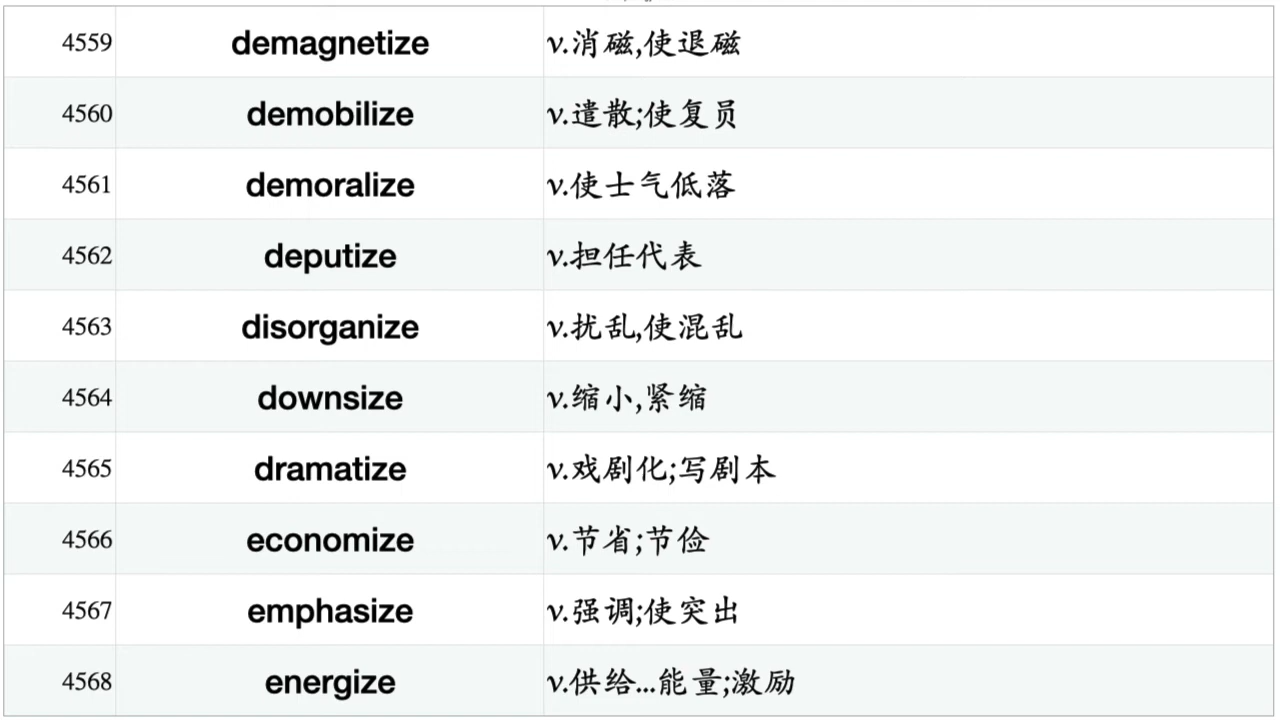 4559 demagnetize v.消磁,使退磁
4560 demobilize v.遣散;使复员
4561 demoralize v.使士气低落
4562 deputize v.担任代表
4563 disorganize v.扰乱,使混乱
4564 downsize v.缩小,紧缩
4565 dramatize v.戏剧化;写剧本
4566 economize v.节省;节俭
4567 emphasize v.强调;使突出
4568 energize v.供给...能量;激励